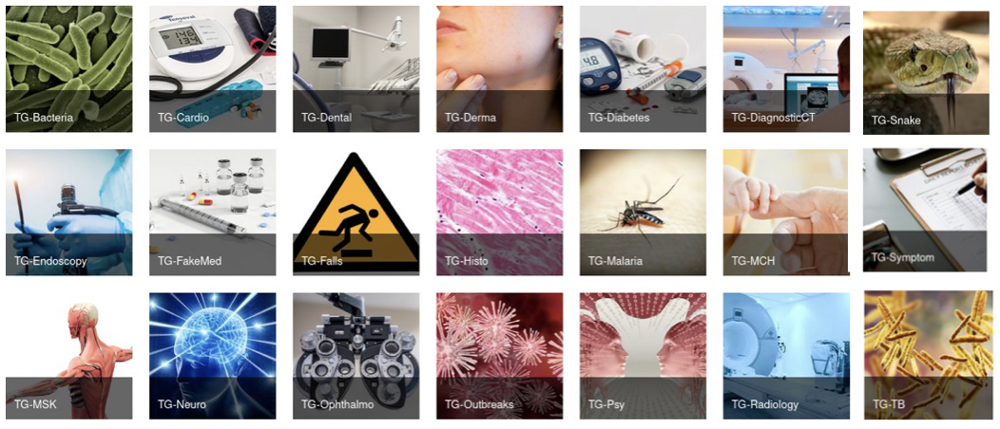 TG-Bacteria
TG-Cardio
TG-Dental
TG-Derma
TG-Diabetes
TG-DiagnosticCT
TG-Snake
TG-Endoscopy
TG-FakeMed
TG-Falls
TG-Histo
TG-Malaria
TG-MCH
TG-Symptom
TG-MSK
TG-Neuro
TG-Ophthalmo
TG-Outbreaks
TG-Psy
TG-Radiology
TG-TB